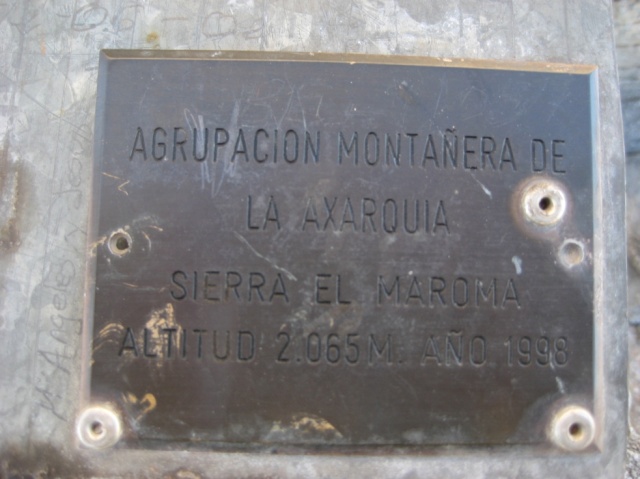 AGRUPACION MONTAÑERA DE
LA AXARQUIA
SIERRA EL MAROMA
ALTITUD 2.065 M. AÑO 1998